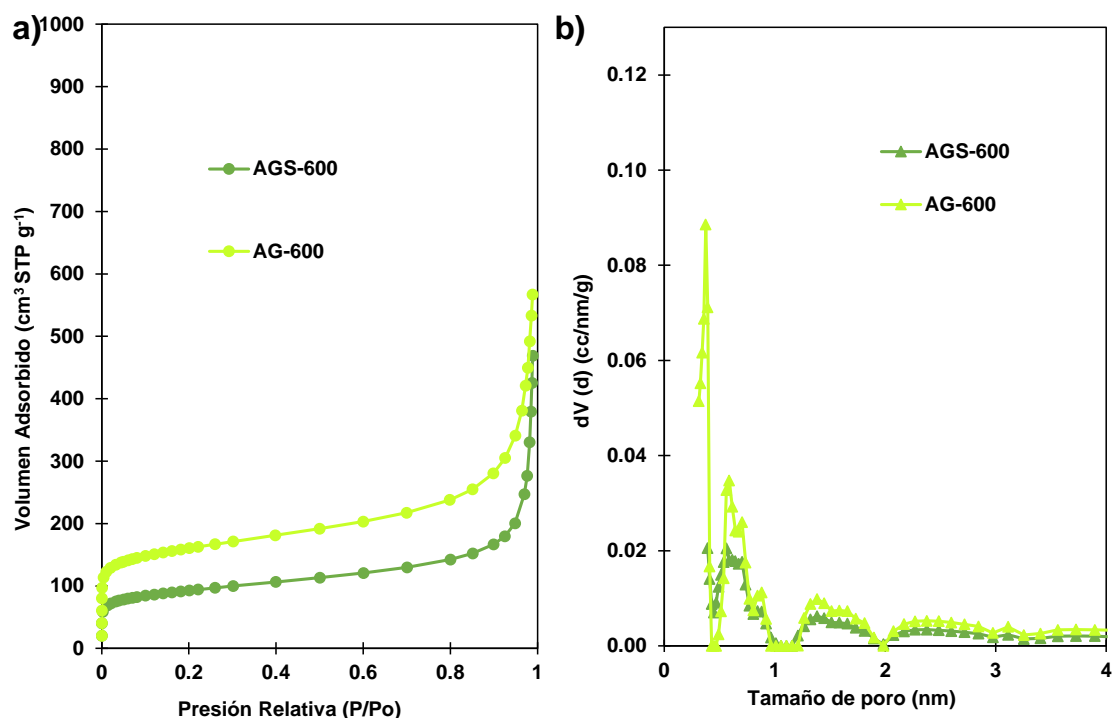 a)
Volumen Adsorbido (cm³ STP g⁻¹)
1000
900
800
700
600
500
400
300
200
100
0
AGS-600
AG-600
0
0.2
0.4
0.6
0.8
1
Presión Relativa (P/Po)
b)
dV (d) (cc/nm/g)
0.12
0.10
0.08
0.06
0.04
0.02
0.00
AGS-600
AG-600
0
1
2
3
4
Tamaño de poro (nm)